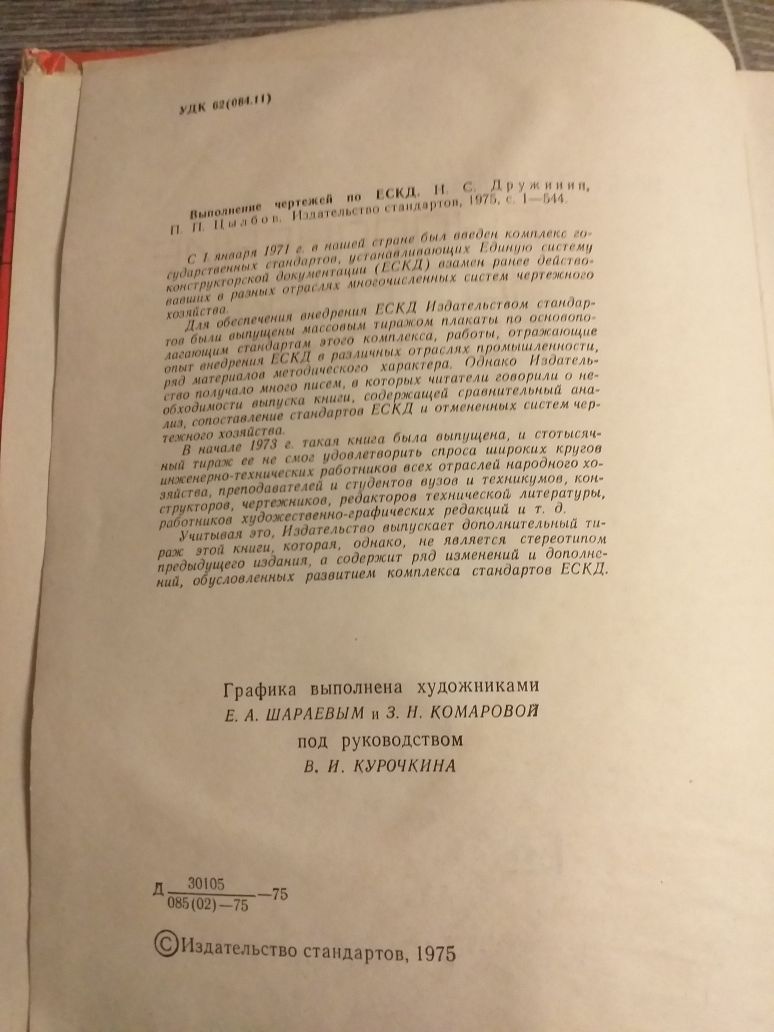 УДК 62(084.11)
Выполнение чертежей по ЕСКД. Н. С. Дружинин,
П. П. Цылбов. Издательство стандартов, 1975, с. 1—544.
С 1 января 1971 г. в нашей стране был введен комплекс го-
сударственных стандартов, устанавливающих Единую систему
конструкторской документации (ЕСКД) взамен ранее действо-
вавших в разных отраслях многочисленных систем чертежного
хозяйства.
Для обеспечения внедрения ЕСКД Издательством стандар-
тов были выпущены массовым тиражом плакаты по основопо-
лагающим стандартам этого комплекса, работы, отражающие
опыт внедрения ЕСКД в различных отраслях промышленности,
ряд материалов методического характера. Однако Издатель-
ство получало много писем, в которых читатели говорили о не-
обходимости выпуска книги, содержащей сравнительный ана-
лиз, сопоставление стандартов ЕСКД и отмененных систем чер-
тежного хозяйства.
В начале 1973 г. такая книга была выпущена, и стотысяч-
ный тираж ее не смог удовлетворить спроса широких кругов
инженерно-технических работников всех отраслей народного хо-
зяйства, преподавателей и студентов вузов и техникумов, кон-
структоров, чертежников, редакторов технической литературы,
работников художественно-графических редакций и т. д.
Учитывая это, Издательство выпускает дополнительный ти-
раж этой книги, которая, однако, не является стереотипом
предыдущего издания, а содержит ряд изменений и дополне-
ний, обусловленных развитием комплекса стандартов ЕСКД.
Графика выполнена художниками
Е. А. ШАРАЕВЫМ и З. Н. КОМАРОВОЙ
под руководством
В. И. КУРОЧКИНА
Д 30105
085(02)—75 —75
© Издательство стандартов, 1975